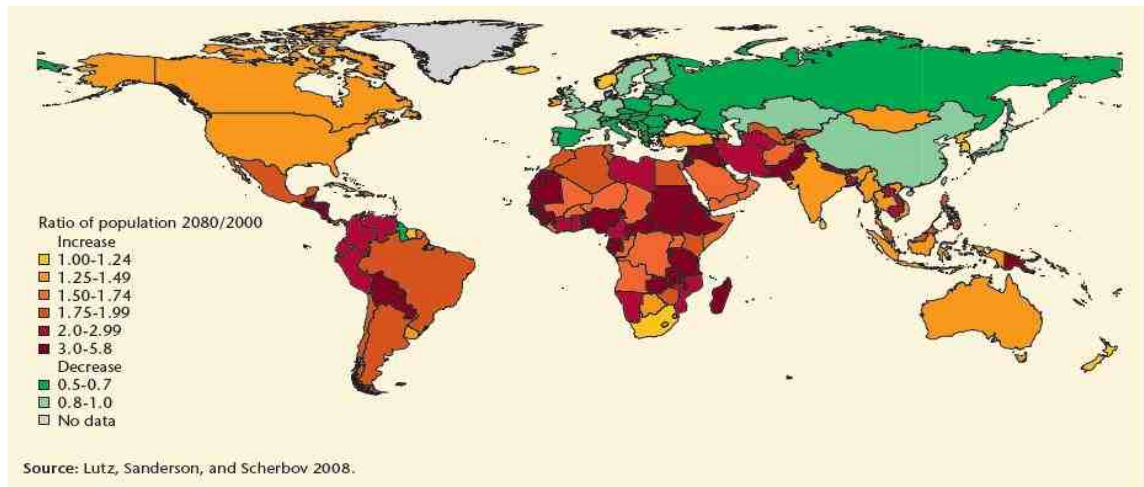 Ratio of population 2080/2000
Increase
1.00-1.24
1.25-1.49
1.50-1.74
1.75-1.99
2.0-2.99
3.0-5.8
Decrease
0.5-0.7
0.8-1.0
No data
Source: Lutz, Sanderson, and Scherbov 2008.